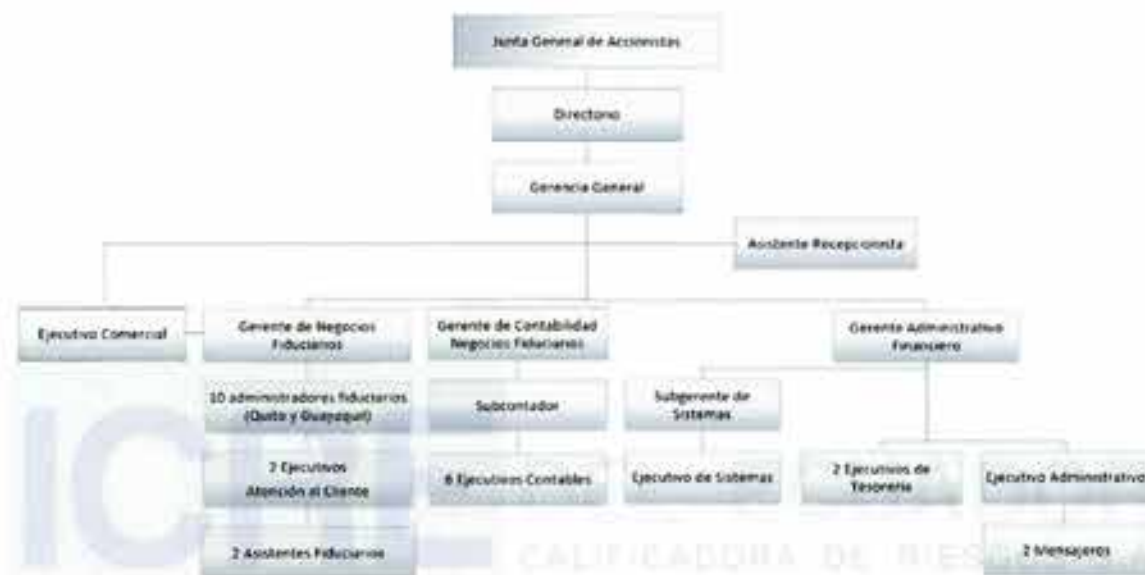 Junta General de Accionistas
Directorio
Gerencia General
Asistente Recepcionista
Ejecutivo Comercial
Gerente de Negocios
Fiduciarios
Gerente de Contabilidad
Negocios Fiduciarios
Gerente Administrativo
Financiero
10 administradores fiduciarios
(Quito y Guayaquil)
Subcontador
Subgerente de
Sistemas
2 Ejecutivos
Atención al Cliente
6 Ejecutivos Contables
Ejecutivo de Sistemas
2 Ejecutivos de
Tesorería
Ejecutivo Administrativo
2 Asistentes Fiduciarios
2 Mensajeros
CALIFICADORA DE